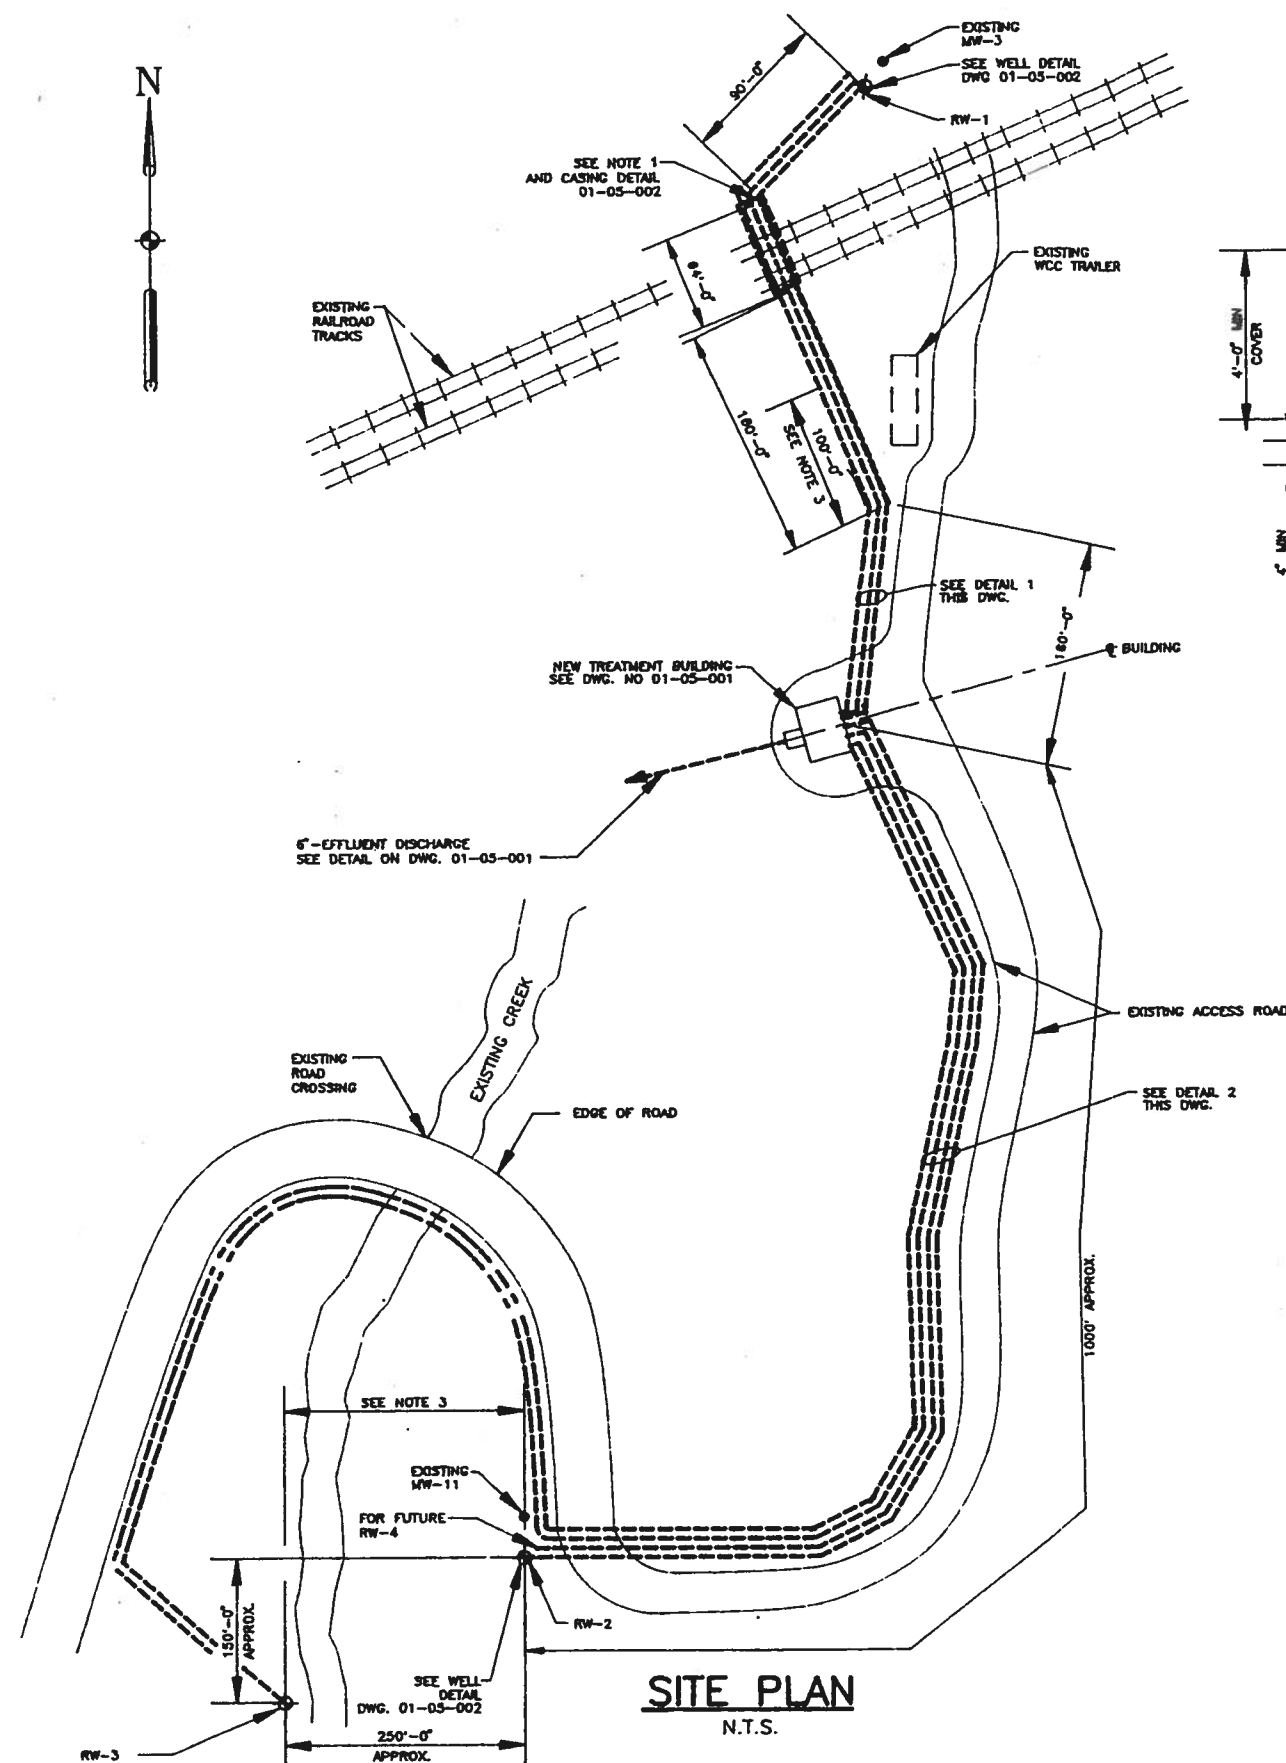 N
EXISTING
MW-3
SEE WELL DETAIL
DWG 01-05-002
RW-1
90'-0"
SEE NOTE 1
AND CASING DETAIL
01-05-002
EXISTING
WCC TRAILER
EXISTING
RAILROAD
TRACKS
4'-0" MIN
COVER
180'-0"
100'-0"
SEE NOTE 3
MIN
SEE DETAIL 1
THIS DWG.
BUILDING
NEW TREATMENT BUILDING
SEE DWG. NO 01-05-001
6"-EFFLUENT DISCHARGE
SEE DETAIL ON DWG. 01-05-001
EXISTING CREEK
EXISTING ACCESS ROAD
EXISTING
ROAD
CROSSING
EDGE OF ROAD
SEE DETAIL 2
THIS DWG.
1000' APPROX.
SEE NOTE 3
EXISTING
MW-11
FOR FUTURE
RW-4
150'-0"
APPROX.
RW-2
SEE WELL
DETAIL
DWG. 01-05-002
SITE PLAN
N.T.S.
250'-0"
APPROX.
RW-3